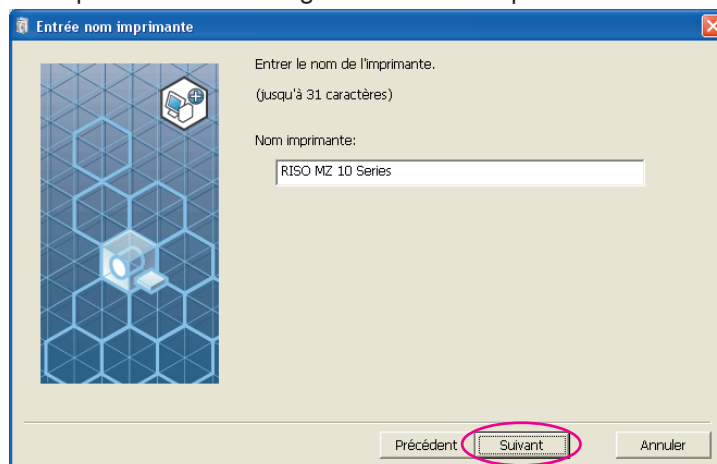 Entrée nom imprimante
Entrer le nom de l'imprimante.
(jusqu'à 31 caractères)
Nom imprimante:
RISO MZ 10 Series
Précédent Suivant Annuler